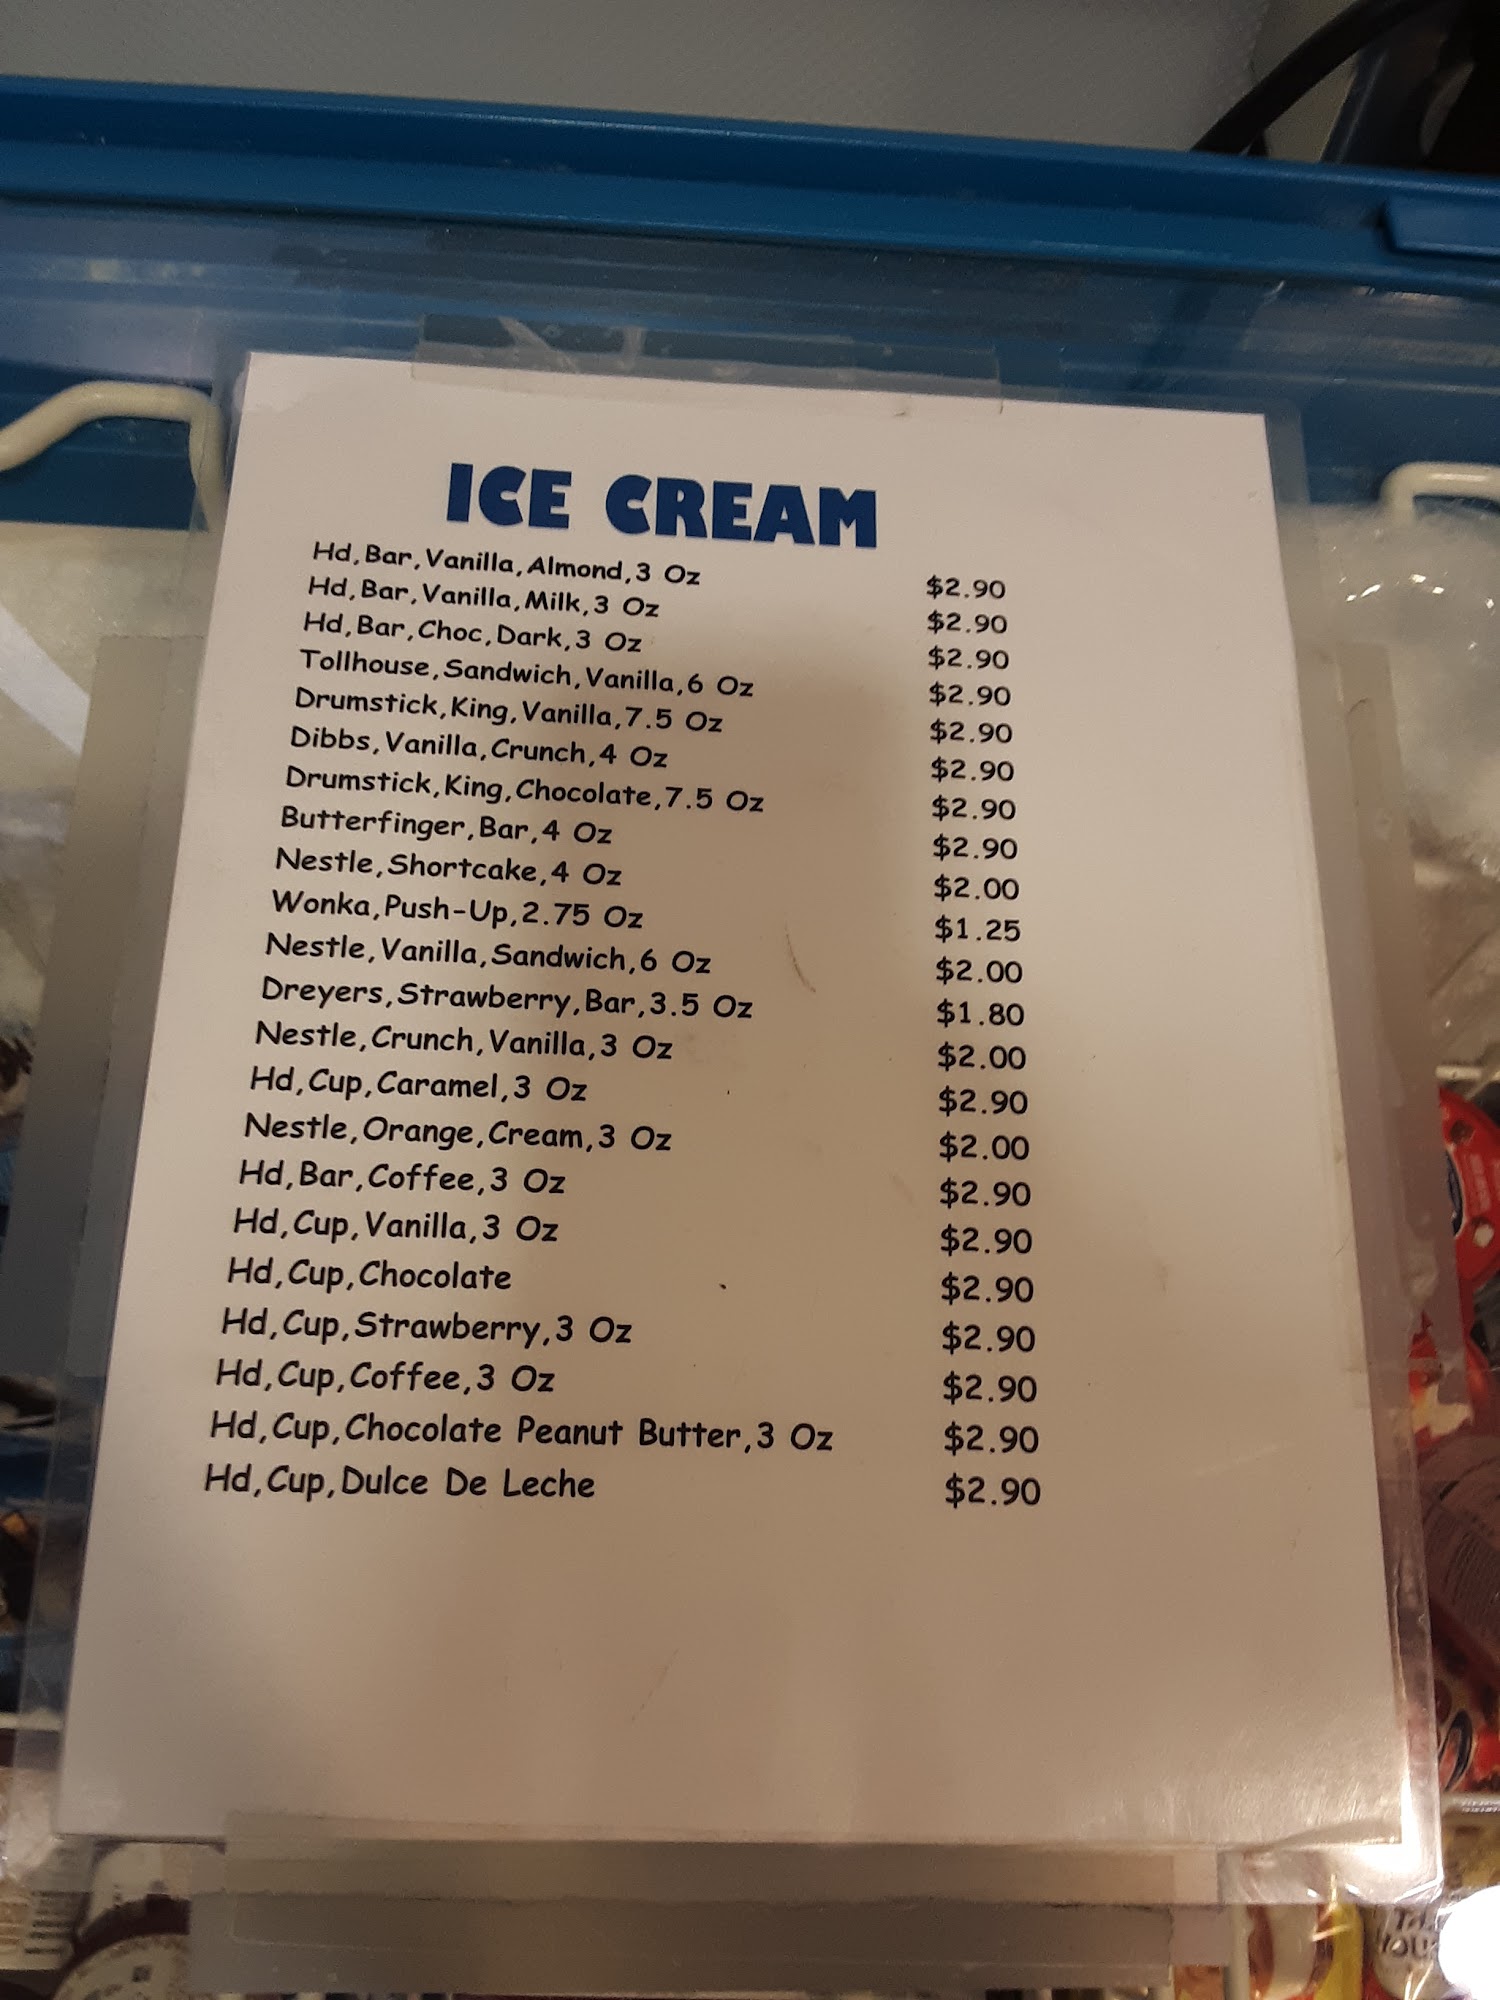 ICE CREAM
Hd,Bar,Vanilla,Almond,3 Oz $2.90
Hd,Bar,Vanilla,Milk,3 Oz $2.90
Hd,Bar,Choc,Dark,3 Oz $2.90
Tollhouse,Sandwich,Vanilla,6 Oz $2.90
Drumstick,King,Vanilla,7.5 Oz $2.90
Dibbs,Vanilla,Crunch,4 Oz $2.90
Drumstick,King,Chocolate,7.5 Oz $2.90
Butterfinger,Bar,4 Oz $2.90
Nestle,Shortcake,4 Oz $2.00
Wonka,Push-Up,2.75 Oz $1.25
Nestle,Vanilla,Sandwich,6 Oz $2.00
Dreyers,Strawberry,Bar,3.5 Oz $1.80
Nestle,Crunch,Vanilla,3 Oz $2.00
Hd,Cup,Caramel,3 Oz $2.90
Nestle,Orange,Cream,3 Oz $2.00
Hd,Bar,Coffee,3 Oz $2.90
Hd,Cup,Vanilla,3 Oz $2.90
Hd,Cup,Chocolate $2.90
Hd,Cup,Strawberry,3 Oz $2.90
Hd,Cup,Coffee,3 Oz $2.90
Hd,Cup,Chocolate Peanut Butter,3 Oz $2.90
Hd,Cup,Dulce De Leche $2.90